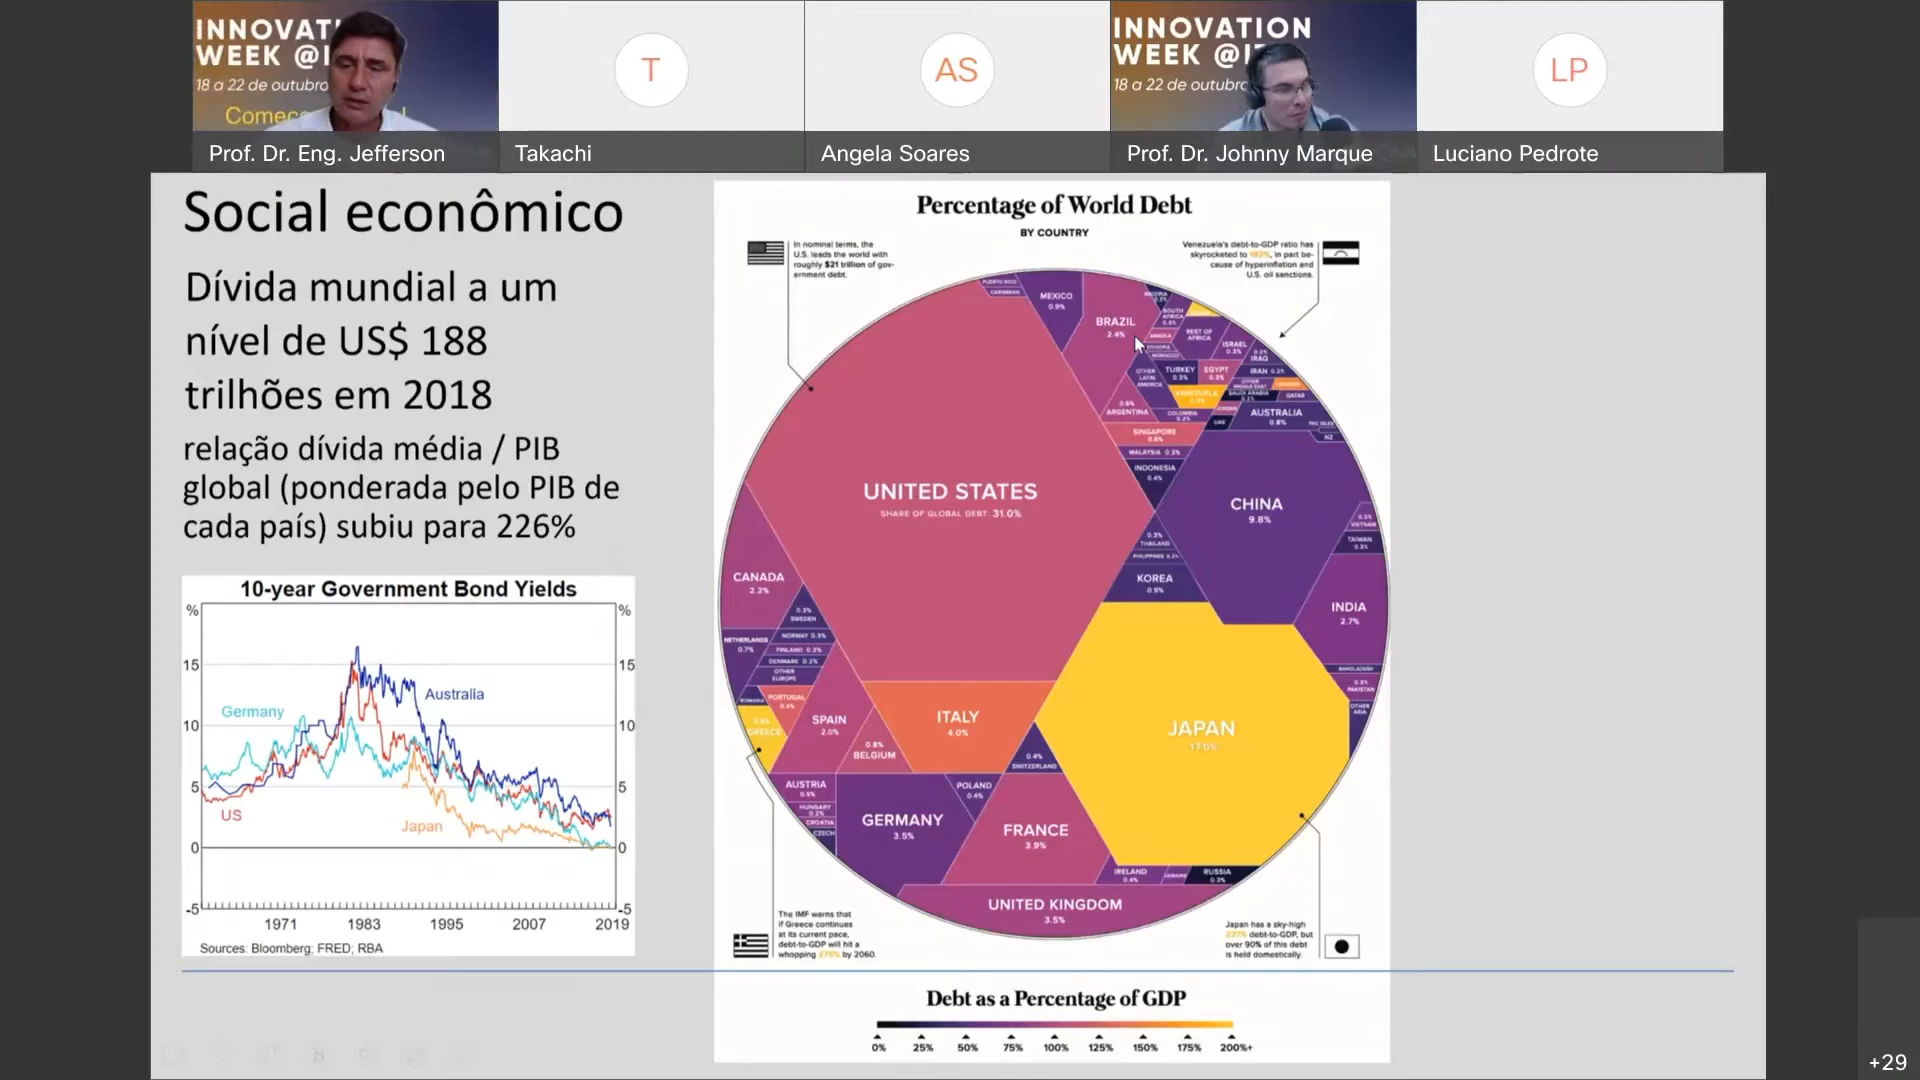 INNOVATI
WEEK @I
18 a 22 de outubro
Prof. Dr. Eng. Jefferson
T
Takachi
AS
Angela Soares
INNOVATION
WEEK @I
18 a 22 de outubro
Prof. Dr. Johnny Marque
LP
Luciano Pedrote
Social econômico
Dívida mundial a um
nível de US$ 188
trilhões em 2018
relação dívida média / PIB
global (ponderada pelo PIB de
cada país) subiu para 226%
10-year Government Bond Yields
% %
15 15
10 10
5 5
0 0
-5 -5
Australia
Germany
US
Japan
1971 1983 1995 2007 2019
Sources: Bloomberg; FRED; RBA
Percentage of World Debt
BY COUNTRY
In nominal terms, the
U.S. leads the world with
roughly $21 trillion of gov-
ernment debt.
Venezuela's debt-to-GDP ratio has
skyrocketed to 182%, in part be-
cause of hyperinflation and
U.S. oil sanctions.
PUERTO RICO
CARIBBEAN
MEXICO
0.9%
BRAZIL
2.4%
NIGERIA
SOUTH
AFRICA
ANGOLA
ETHIOPIA
MOROCCO
REST OF
AFRICA
ISRAEL
0.3%
IRAQ
OTHER
LATIN
AMERICA
TURKEY
0.3%
EGYPT
0.3%
IRAN 0.2%
OTHER
MIDDLE EAST
VENEZUELA
SAUDI ARABIA
QATAR
0.6%
ARGENTINA
COLOMBIA
0.2%
UAE
AUSTRALIA
0.8%
NZ
SINGAPORE
0.6%
MALAYSIA 0.3%
INDONESIA
0.4%
UNITED STATES
SHARE OF GLOBAL DEBT: 31.0%
CHINA
9.8%
0.2%
VIETNAM
TAIWAN
0.3%
0.3%
THAILAND
PHILIPPINES 0.2%
KOREA
0.9%
CANADA
2.2%
0.3%
SWEDEN
INDIA
2.7%
NETHERLANDS
0.7%
NORWAY 0.3%
FINLAND 0.2%
DENMARK 0.2%
OTHER
EUROPE
BANGLADESH
PAKISTAN
OTHER
ASIA
ROMANIA
PORTUGAL
0.4%
GREECE
SPAIN
2.0%
0.8%
BELGIUM
ITALY
4.0%
JAPAN
17.0%
0.4%
SWITZERLAND
AUSTRIA
0.5%
HUNGARY
0.2%
CROATIA
CZECH
GERMANY
3.5%
POLAND
0.4%
FRANCE
3.9%
IRELAND
0.4%
UKRAINE
RUSSIA
0.3%
UNITED KINGDOM
3.5%
The IMF warns that
if Greece continues
at its current pace,
debt-to-GDP will hit a
whopping 275% by 2060.
Japan has a sky-high
237% debt-to-GDP, but
over 90% of this debt
is held domestically.
Debt as a Percentage of GDP
0% 25% 50% 75% 100% 125% 150% 175% 200%+
+29